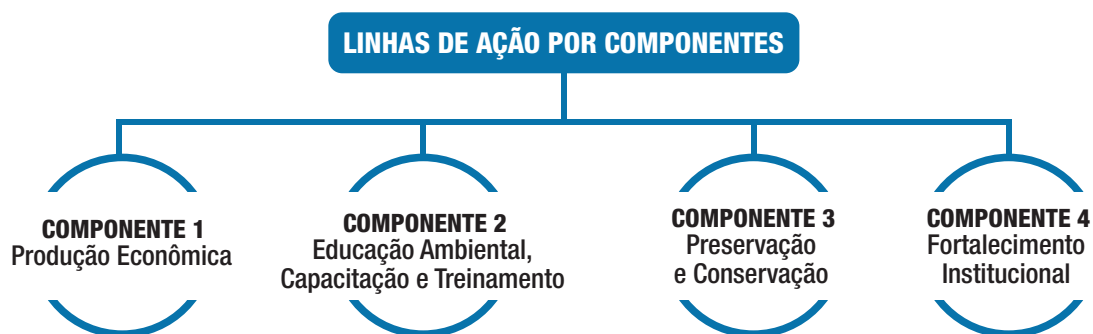 LINHAS DE AÇÃO POR COMPONENTES
COMPONENTE 1
Produção Econômica
COMPONENTE 2
Educação Ambiental,
Capacitação e Treinamento
COMPONENTE 3
Preservação
e Conservação
COMPONENTE 4
Fortalecimento
Institucional